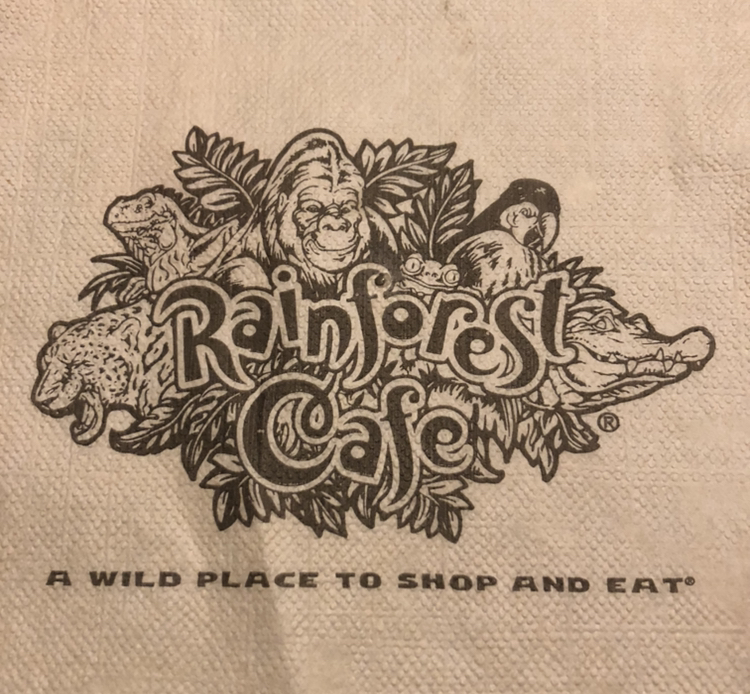 Rainforest
Cafe
®
A WILD PLACE TO SHOP AND EAT®